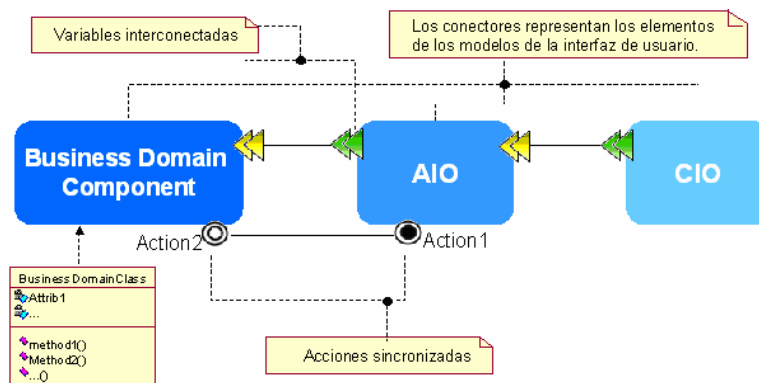 Variables interconectadas
Los conectores representan los elementos
de los modelos de la interfaz de usuario.
Business Domain
Component
AIO
CIO
Action2
Action1
Business DomainClass
Attrib1
...
method1()
Method2()
...()
Acciones sincronizadas